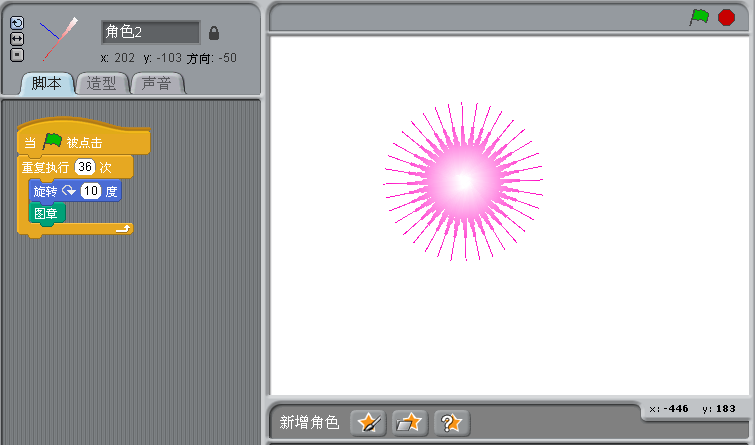 角色2
x: 202 y: -103 方向: -50
脚本 造型 声音
当 被点击
重复执行 36 次
旋转 10 度
图章
新增角色
x: -446 y: 183